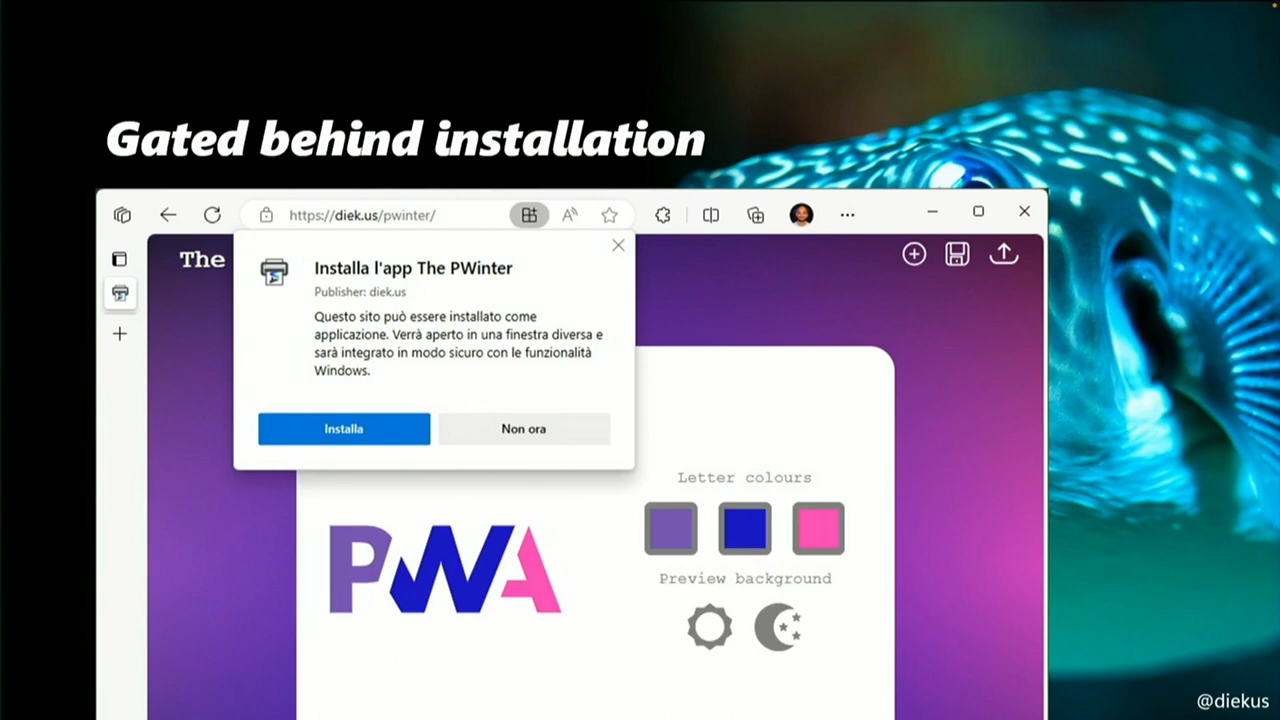 Gated behind installation
https://diek.us/pwinter/
The
Installa l'app The PWinter
Publisher: diek.us
Questo sito può essere installato come
applicazione. Verrà aperto in una finestra diversa e
sarà integrato in modo sicuro con le funzionalità
Windows.
Installa
Non ora
Letter colours
PWA
Preview background
@diekus